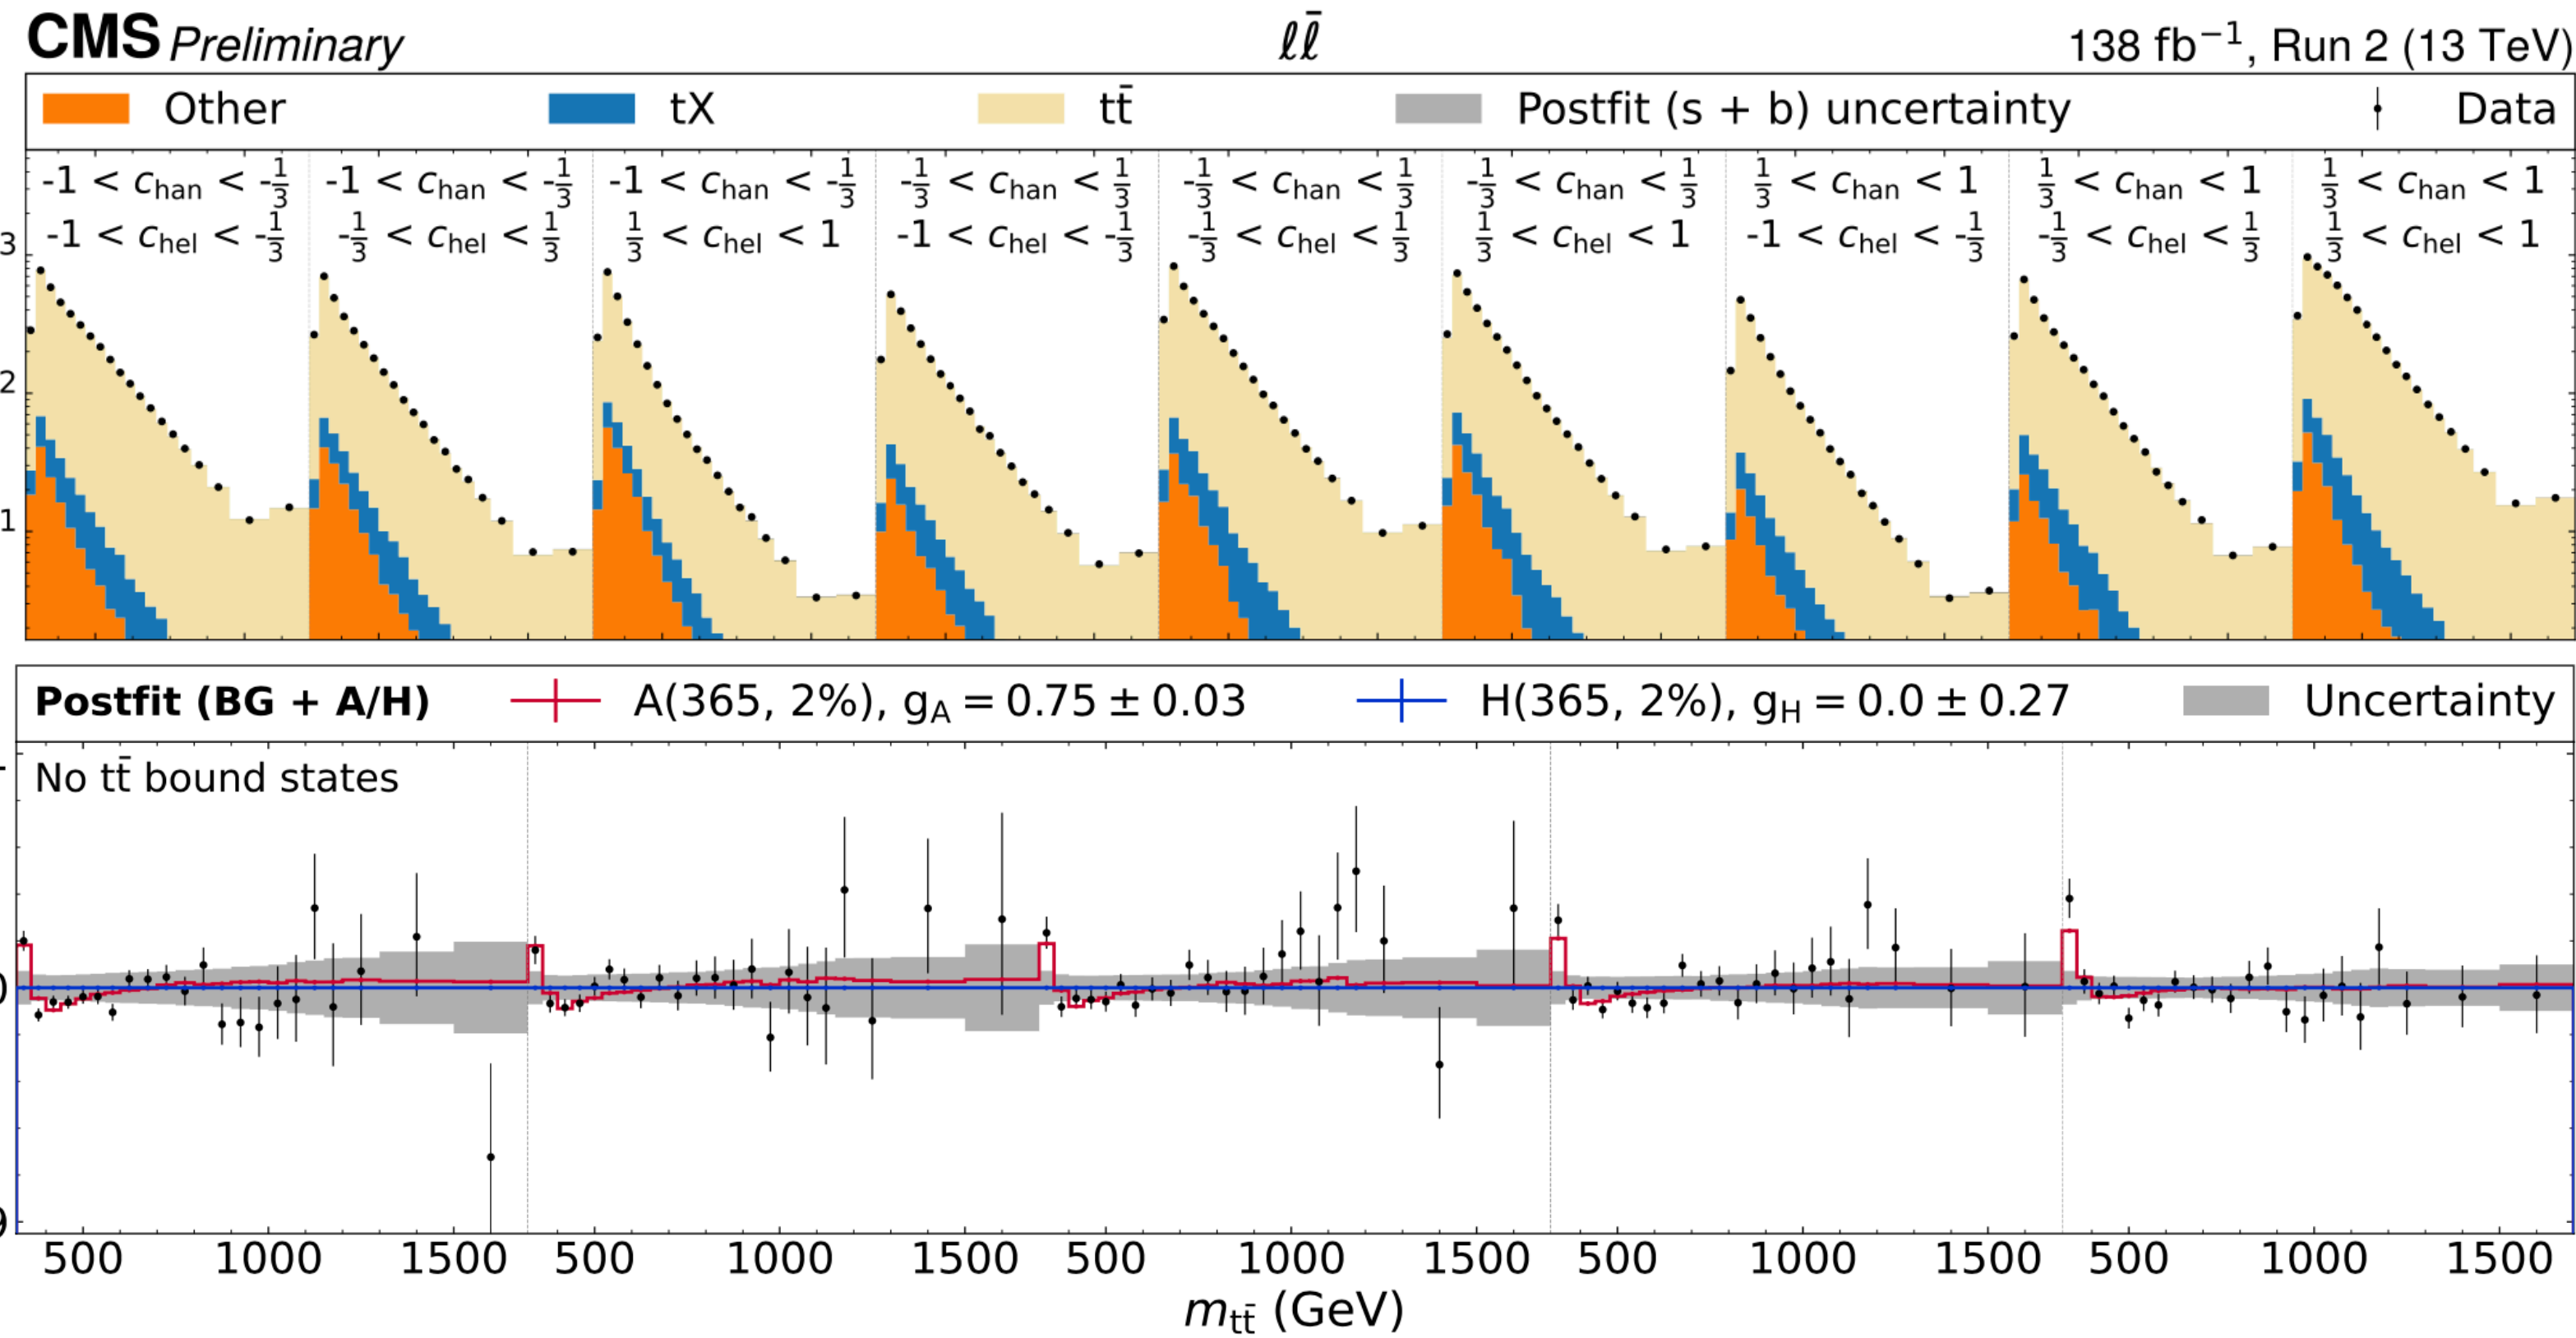 CMS Preliminary ℓℓ̄ 138 fb⁻¹, Run 2 (13 TeV)
Other tX tt̄ Postfit (s + b) uncertainty Data
-1 < c_han < -1/3 -1 < c_han < -1/3 -1 < c_han < -1/3 -1/3 < c_han < 1/3 -1/3 < c_han < 1/3 -1/3 < c_han < 1/3 1/3 < c_han < 1 1/3 < c_han < 1 1/3 < c_han < 1
-1 < c_hel < -1/3 -1/3 < c_hel < 1/3 1/3 < c_hel < 1 -1 < c_hel < -1/3 -1/3 < c_hel < 1/3 1/3 < c_hel < 1 -1 < c_hel < -1/3 -1/3 < c_hel < 1/3 1/3 < c_hel < 1
3
2
1
Postfit (BG + A/H) A(365, 2%), g_A = 0.75 ± 0.03 H(365, 2%), g_H = 0.0 ± 0.27 Uncertainty
No tt̄ bound states
500 1000 1500 500 1000 1500 500 1000 1500 500 1000 1500 500 1000 1500
m_tt̄ (GeV)